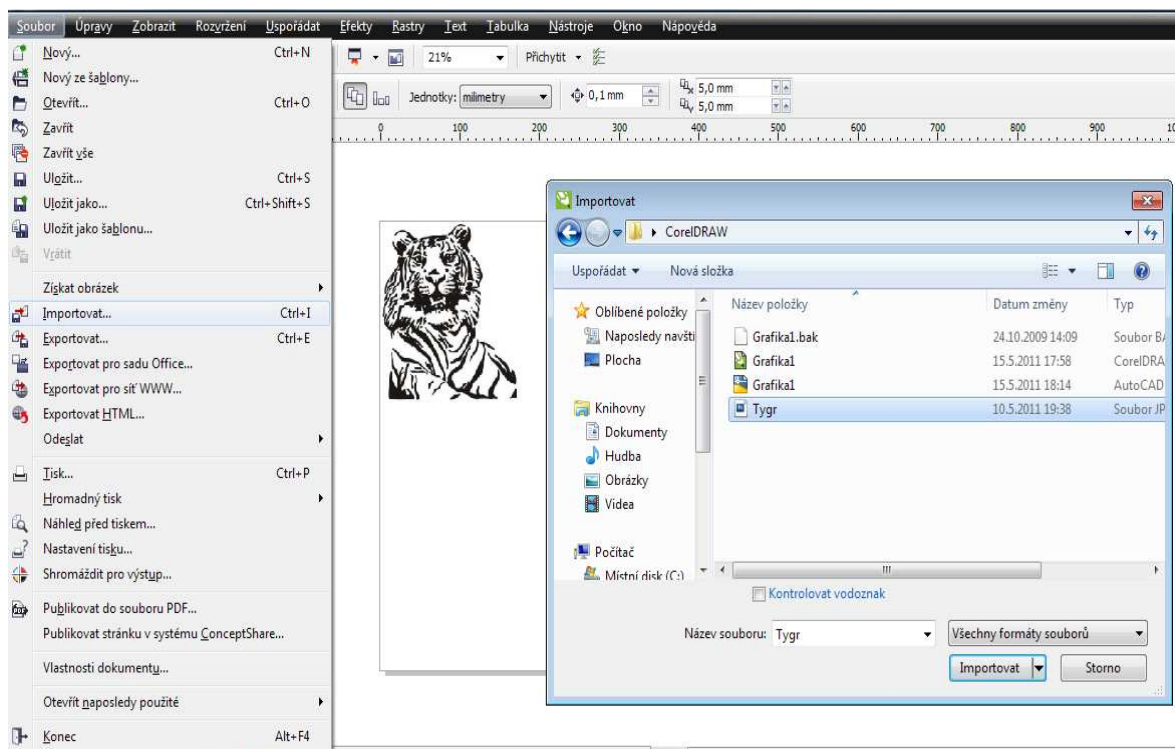 Soubor Úpravy Zobrazit Rozvržení Uspořádat Efekty Rastry Text Tabulka Nástroje Okno Nápověda
Nový... Ctrl+N
Nový ze šablony...
Otevřít... Ctrl+O
Zavřít
Zavřít vše
Uložit... Ctrl+S
Uložit jako... Ctrl+Shift+S
Uložit jako šablonu...
Vrátit
Získat obrázek
Importovat... Ctrl+I
Exportovat... Ctrl+E
Exportovat pro sadu Office...
Exportovat pro síť WWW...
Exportovat HTML...
Odeslat
Tisk... Ctrl+P
Hromadný tisk
Náhled před tiskem...
Nastavení tisku...
Shromáždit pro výstup...
Publikovat do souboru PDF...
Publikovat stránku v systému ConceptShare...
Vlastnosti dokumentu...
Otevřít naposledy použité
Konec Alt+F4
21% Přichytit
Jednotky: milimetry 0,1 mm 5,0 mm
5,0 mm
0 100 200 300 400 500 600 700 800 900
Importovat
CorelDRAW
Uspořádat Nová složka
Oblíbené položky
Naposledy navšti
Plocha
Knihovny
Dokumenty
Hudba
Obrázky
Videa
Počítač
Místní disk (C:)
Název položky Datum změny Typ
Grafika1.bak 24.10.2009 14:09 Soubor BA
Grafika1 15.5.2011 17:58 CorelDRA
Grafika1 15.5.2011 18:14 AutoCAD
Tygr 10.5.2011 19:38 Soubor JP
Kontrolovat vodoznak
Název souboru: Tygr Všechny formáty souborů
Importovat Storno